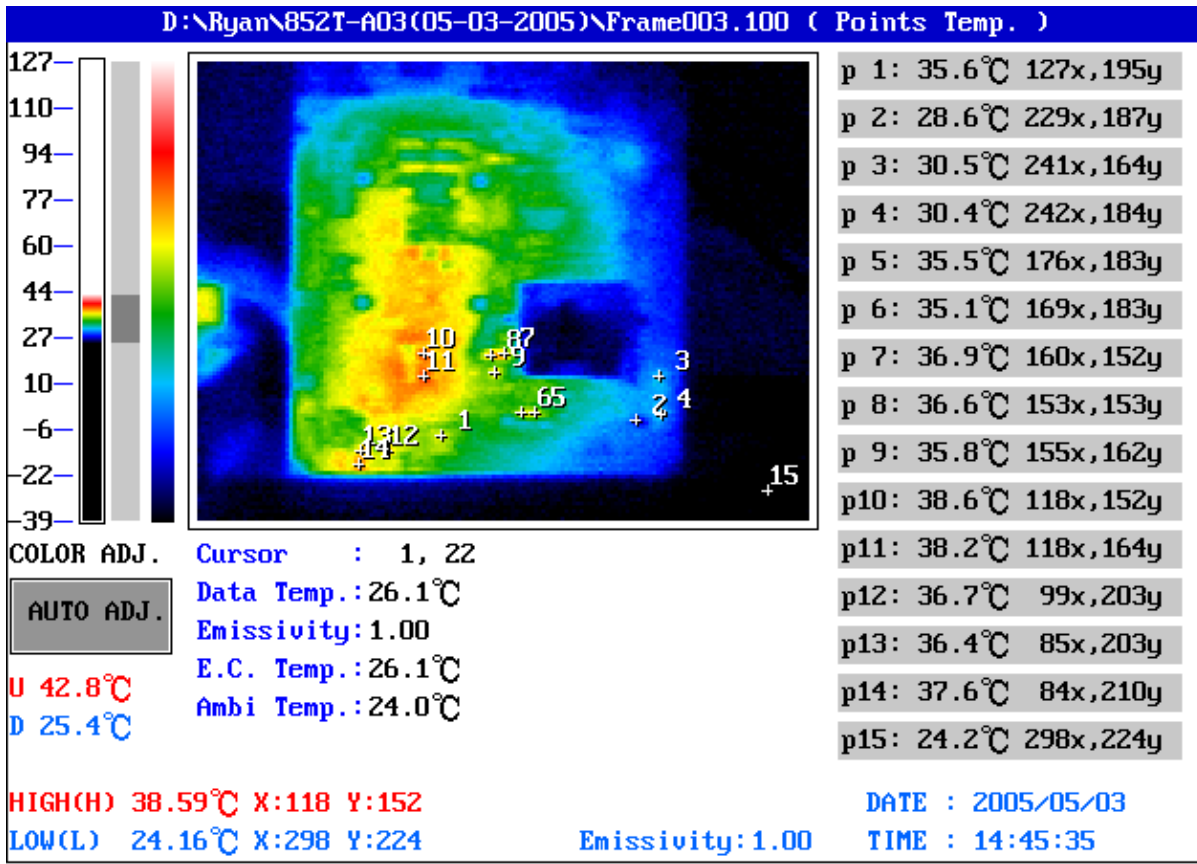 D:\Ryan\852T-A03(05-03-2005)\Frame003.100 ( Points Temp. )
127
110
94
77
60
44
27
10
-6
-22
-39
10
11
87
9
3
65
2 4
1
13 12
14
15
p 1: 35.6℃ 127x,195y
p 2: 28.6℃ 229x,187y
p 3: 30.5℃ 241x,164y
p 4: 30.4℃ 242x,184y
p 5: 35.5℃ 176x,183y
p 6: 35.1℃ 169x,183y
p 7: 36.9℃ 160x,152y
p 8: 36.6℃ 153x,153y
p 9: 35.8℃ 155x,162y
p10: 38.6℃ 118x,152y
p11: 38.2℃ 118x,164y
p12: 36.7℃ 99x,203y
p13: 36.4℃ 85x,203y
p14: 37.6℃ 84x,210y
p15: 24.2℃ 298x,224y
COLOR ADJ.
AUTO ADJ.
U 42.8℃
D 25.4℃
Cursor : 1, 22
Data Temp.:26.1℃
Emissivity:1.00
E.C. Temp.:26.1℃
Ambi Temp.:24.0℃
HIGH(H) 38.59℃ X:118 Y:152
LOW(L) 24.16℃ X:298 Y:224
Emissivity:1.00
DATE : 2005/05/03
TIME : 14:45:35